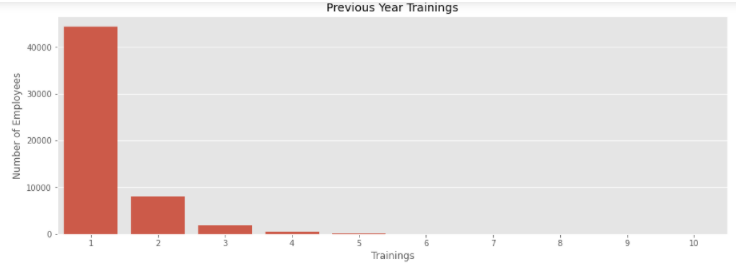 Previous Year Trainings
40000
30000
20000
10000
0
Number of Employees
1 2 3 4 5 6 7 8 9 10
Trainings